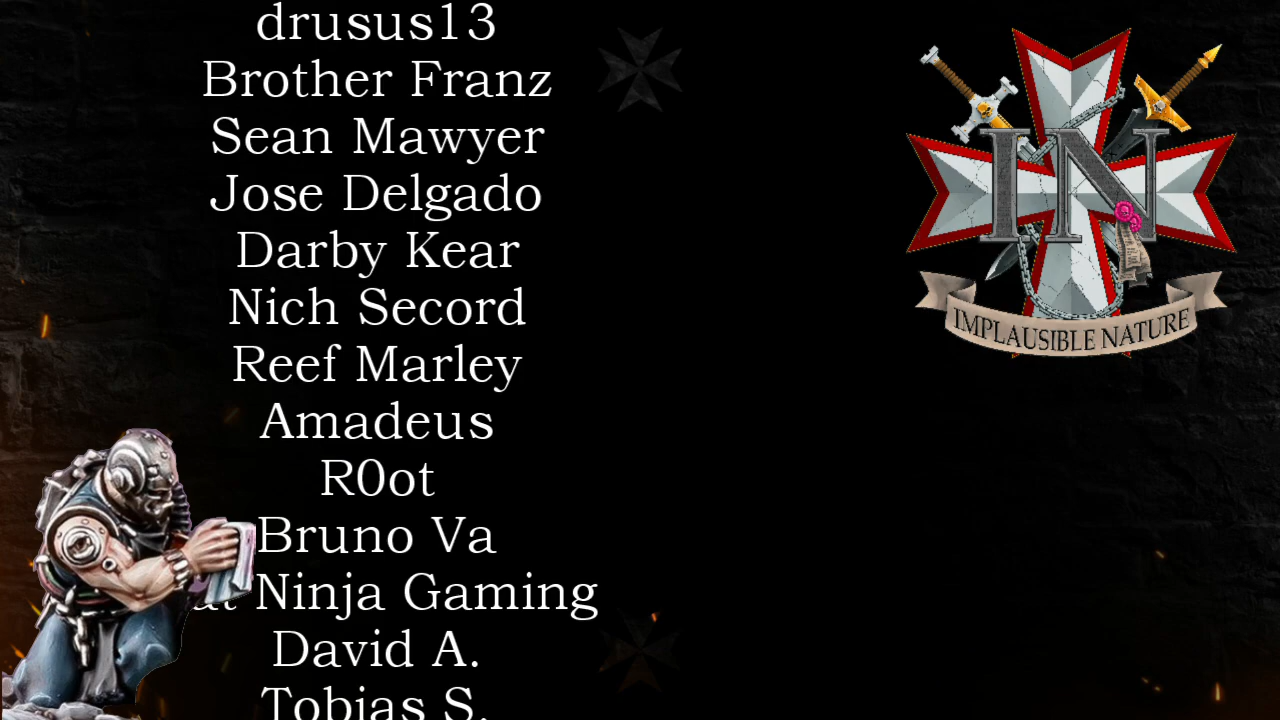 drusus13
Brother Franz
Sean Mawyer
Jose Delgado
Darby Kear
Nich Secord
Reef Marley
Amadeus
R0ot
Bruno Va
Ninja Gaming
David A.
Tobias S.
IN
IMPLAUSIBLE NATURE